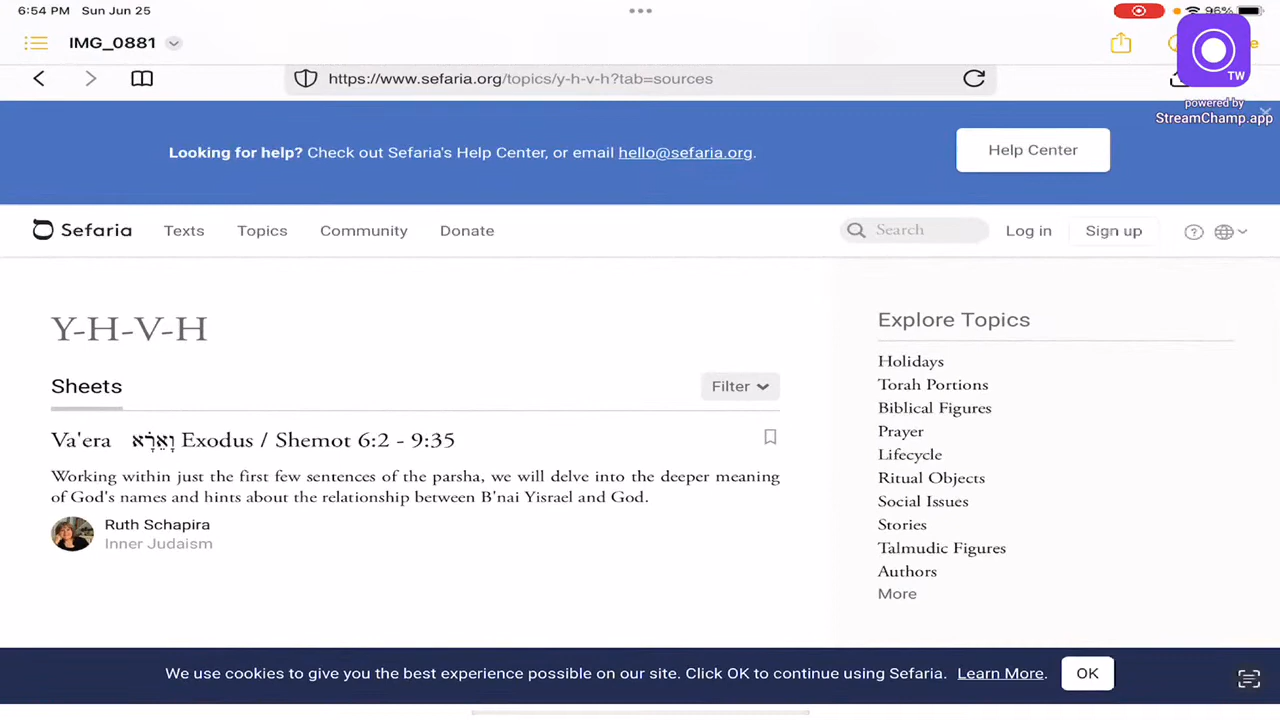 6:54 PM Sun Jun 25
96%
IMG_0881
TW
powered by
StreamChamp.app
https://www.sefaria.org/topics/y-h-v-h?tab=sources
Looking for help? Check out Sefaria's Help Center, or email hello@sefaria.org.
Help Center
Sefaria Texts Topics Community Donate Search Log in Sign up
Y-H-V-H
Sheets
Filter
Va'era וָאֵרָ֗א Exodus / Shemot 6:2 - 9:35
Working within just the first few sentences of the parsha, we will delve into the deeper meaning
of God's names and hints about the relationship between B'nai Yisrael and God.
Ruth Schapira
Inner Judaism
Explore Topics
Holidays
Torah Portions
Biblical Figures
Prayer
Lifecycle
Ritual Objects
Social Issues
Stories
Talmudic Figures
Authors
More
We use cookies to give you the best experience possible on our site. Click OK to continue using Sefaria. Learn More.
OK